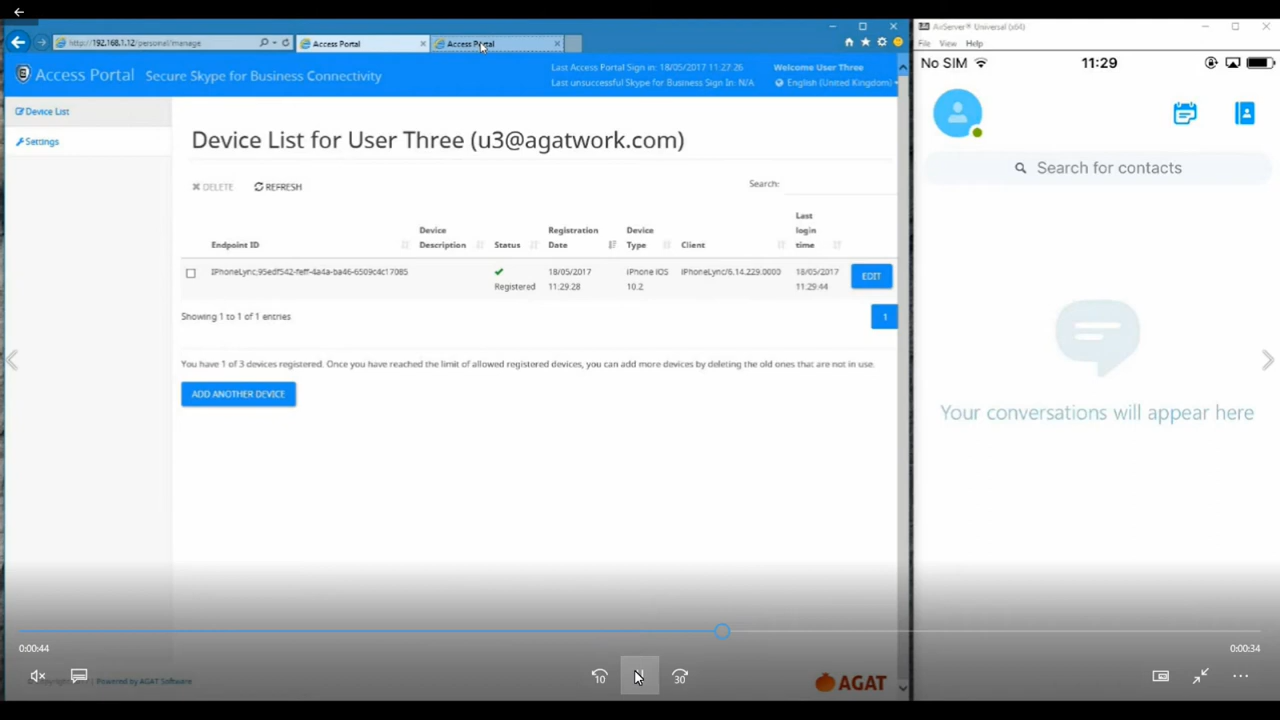 http://192.168.1.12/personal/manage
Access Portal
Access Portal
AirServer® Universal (x64)
File View Help
Access Portal Secure Skype for Business Connectivity
Last Access Portal Sign in: 18/05/2017 11:27:26
Last unsuccessful Skype for Business Sign In: N/A
Welcome User Three
English (United Kingdom)
No SIM 11:29
Device List
Settings
Device List for User Three (u3@agatwork.com)
DELETE REFRESH
Search:
Endpoint ID
Device Description
Status
Registration Date
Device Type
Client
Last login time
18/05/2017 11:29:28
Registered
iPhone iOS 10.2
iPhoneLync/6.14.229.0000
18/05/2017 11:29:44
EDIT
Showing 1 to 1 of 1 entries
1
You have 1 of 3 devices registered. Once you have reached the limit of allowed registered devices, you can add more devices by deleting the old ones that are not in use.
ADD ANOTHER DEVICE
Search for contacts
Your conversations will appear here
0:00:44
0:00:34
10
30
Powered by AGAT Software
AGAT